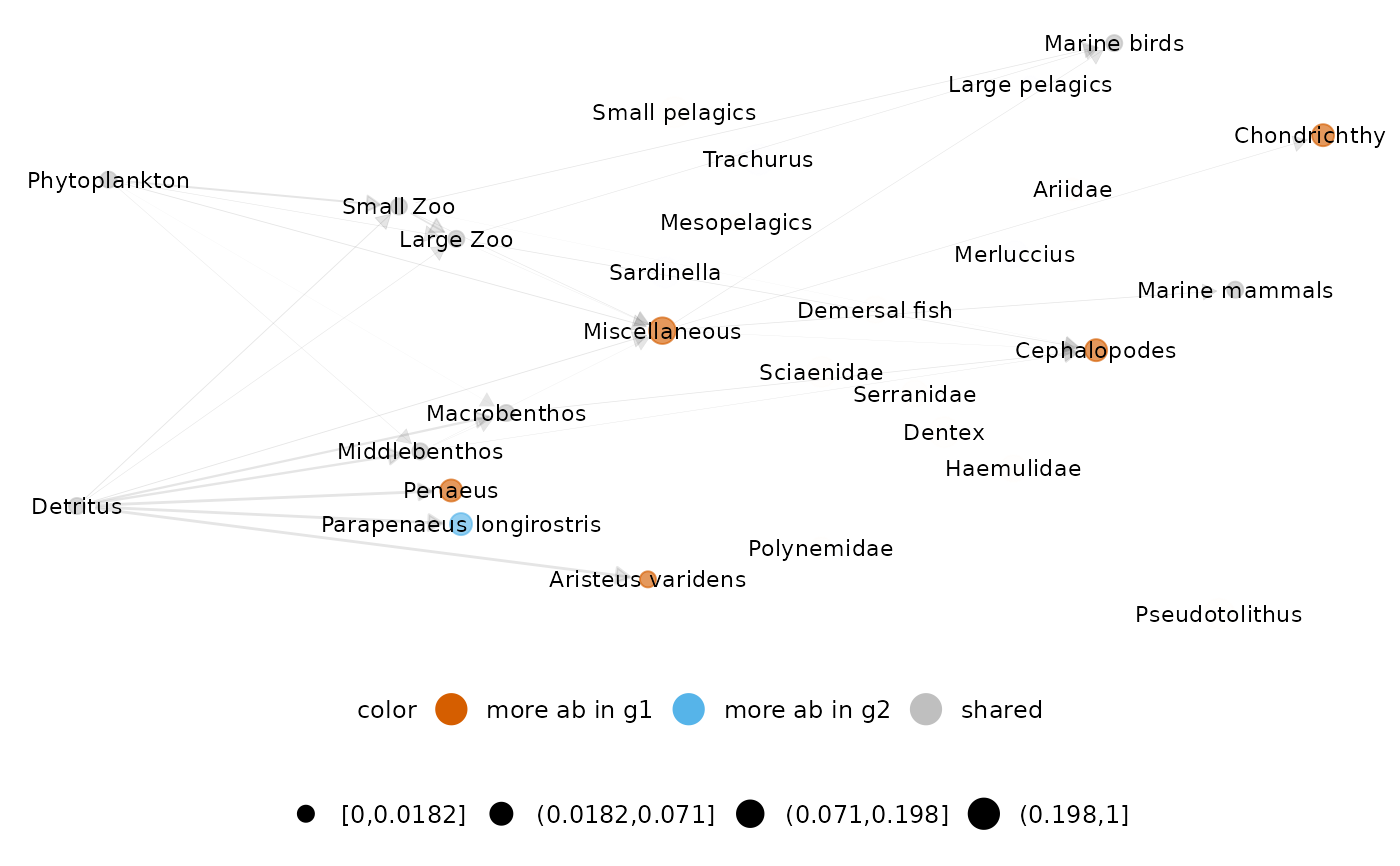 Marine birds
Large pelagics
Small pelagics
Chondrichthy
Trachurus
Phytoplankton
Ariidae
Small Zoo
Mesopelagics
Large Zoo
Merluccius
Sardinella
Marine mammals
Demersal fish
Miscellaneous
Cephalopodes
Sciaenidae
Serranidae
Macrobenthos
Dentex
Middlebenthos
Haemulidae
Penaeus
Detritus
Parapenaeus longirostris
Polynemidae
Aristeus varidens
Pseudotolithus
color more ab in g1 more ab in g2 shared
[0,0.0182] (0.0182,0.071] (0.071,0.198] (0.198,1]